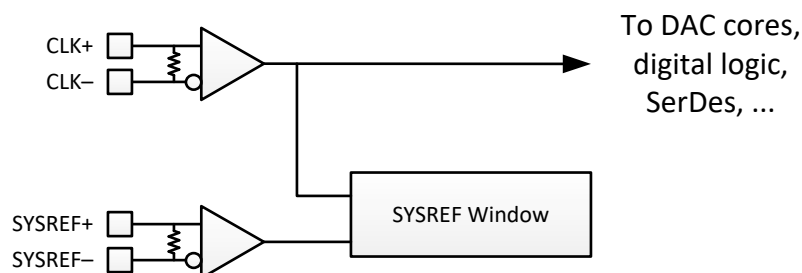 CLK+
CLK–
To DAC cores,
digital logic,
SerDes, ...
SYSREF+
SYSREF–
SYSREF Window